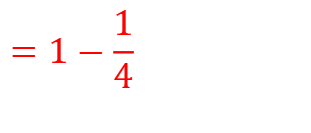 = 1 − 1/4